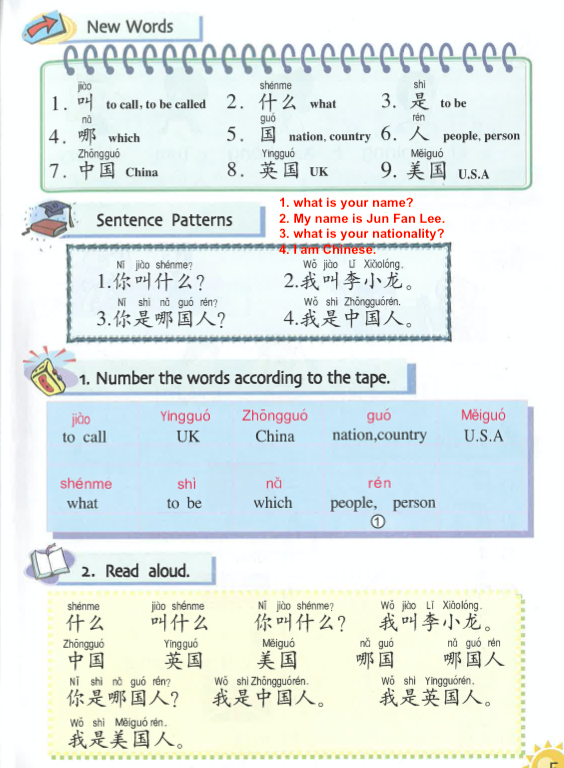 New Words
jiào shénme shì
1. 叫 to call, to be called 2. 什么 what 3. 是 to be
nǎ guó rén
4. 哪 which 5. 国 nation, country 6. 人 people, person
Zhōngguó Yīngguó Měiguó
7. 中国 China 8. 英国 UK 9. 美国 U.S.A
Sentence Patterns
1. what is your name?
2. My name is Jun Fan Lee.
3. what is your nationality?
4. I am Chinese.
Nǐ jiào shénme? Wǒ jiào Lǐ Xiǎolóng.
1.你叫什么? 2.我叫李小龙。
Nǐ shì nǎ guó rén? Wǒ shì Zhōngguórén.
3.你是哪国人? 4.我是中国人。
1. Number the words according to the tape.
jiào Yīngguó Zhōngguó guó Měiguó
to call UK China nation,country U.S.A
shénme shì nǎ rén
what to be which people, person
①
2. Read aloud.
shénme jiào shénme Nǐ jiào shénme? Wǒ jiào Lǐ Xiǎolóng.
什么 叫什么 你叫什么? 我叫李小龙。
Zhōngguó Yīngguó Měiguó nǎ guó nǎ guó rén
中国 英国 美国 哪国 哪国人
Nǐ shì nǎ guó rén? Wǒ shì Zhōngguórén. Wǒ shì Yīngguórén.
你是哪国人? 我是中国人。 我是英国人。
Wǒ shì Měiguó rén.
我是美国人。
5